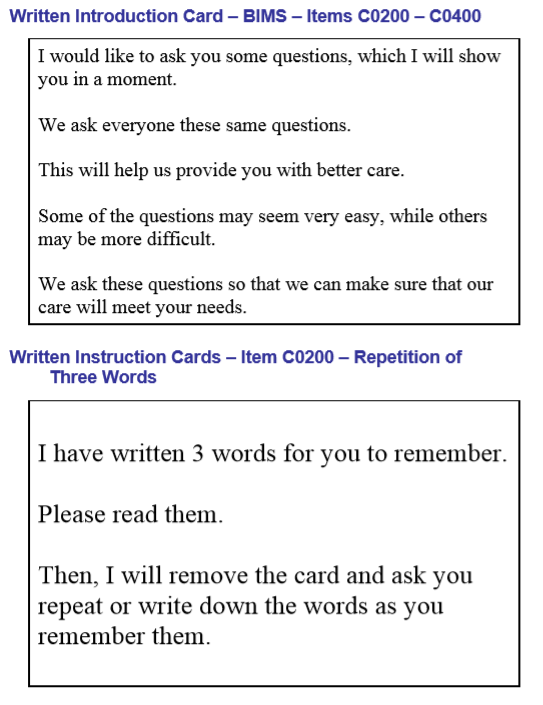 Written Introduction Card – BIMS – Items C0200 – C0400
I would like to ask you some questions, which I will show
you in a moment.
We ask everyone these same questions.
This will help us provide you with better care.
Some of the questions may seem very easy, while others
may be more difficult.
We ask these questions so that we can make sure that our
care will meet your needs.
Written Instruction Cards – Item C0200 – Repetition of
Three Words
I have written 3 words for you to remember.
Please read them.
Then, I will remove the card and ask you
repeat or write down the words as you
remember them.